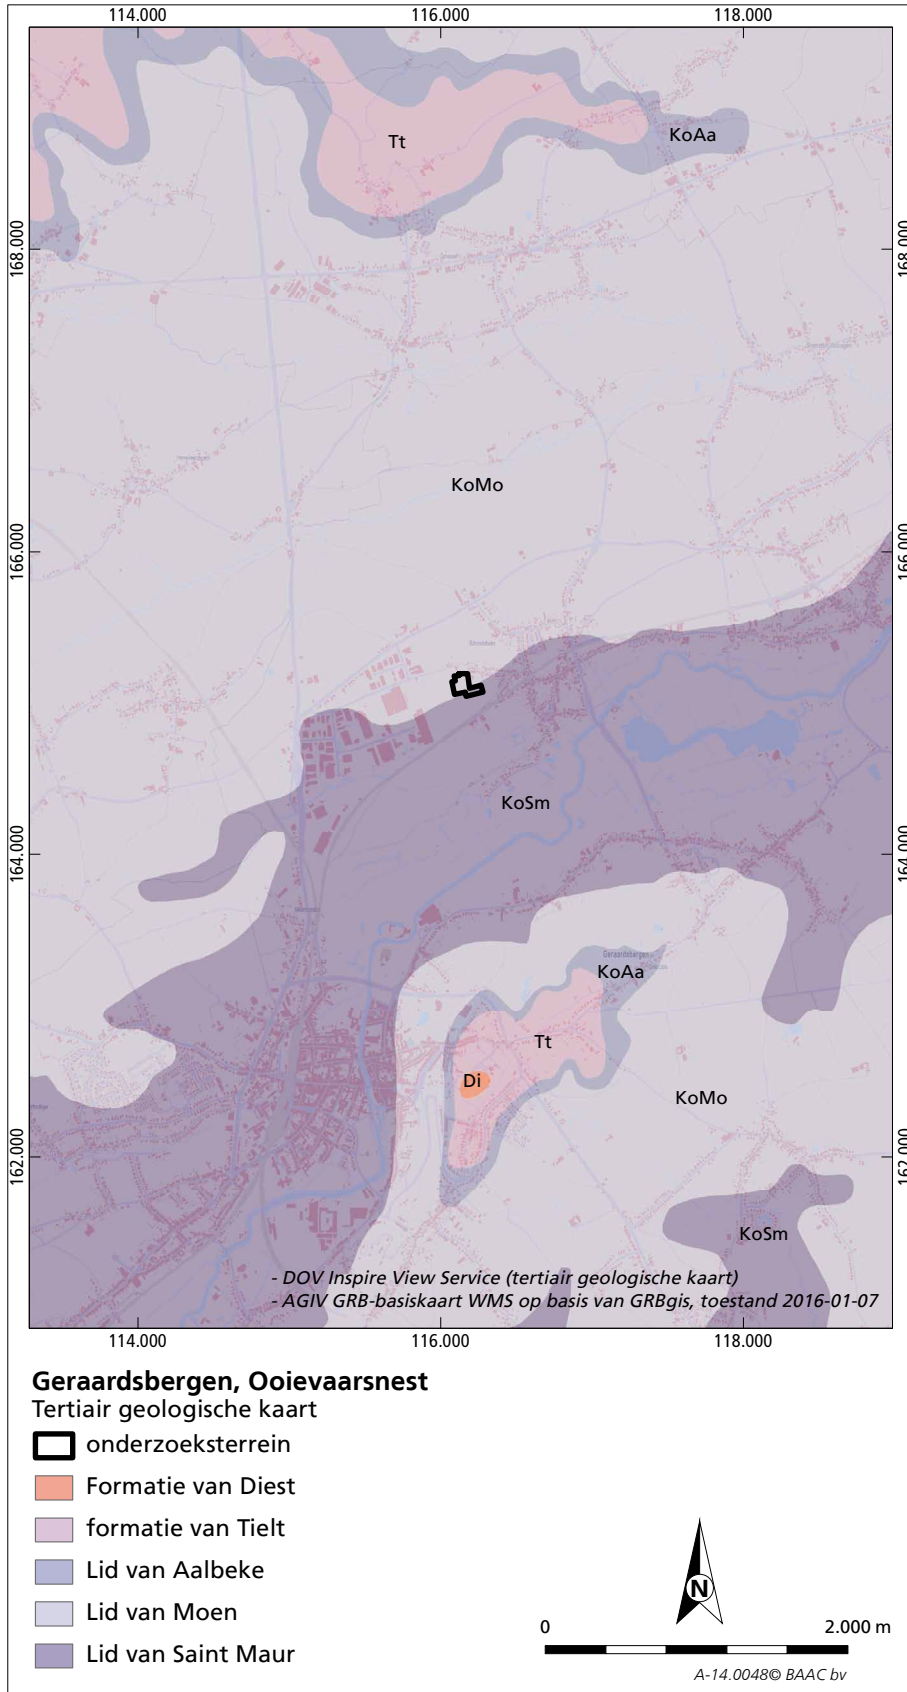 114.000
116.000
118.000
Tt
KoAa
168.000
168.000
KoMo
166.000
166.000
KoSm
164.000
164.000
Geraardsbergen
KoAa
Tt
Di
KoMo
162.000
162.000
KoSm
- DOV Inspire View Service (tertiair geologische kaart)
- AGIV GRB-basiskaart WMS op basis van GRBgis, toestand 2016-01-07
114.000
116.000
118.000
Geraardsbergen, Ooievaarsnest
Tertiair geologische kaart
onderzoeksterrein
Formatie van Diest
formatie van Tielt
Lid van Aalbeke
Lid van Moen
Lid van Saint Maur
N
0
2.000 m
A-14.0048© BAAC bv